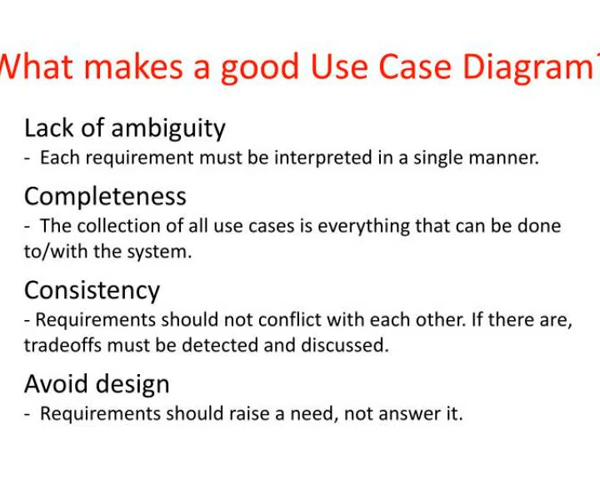 What makes a good Use Case Diagram?
Lack of ambiguity
- Each requirement must be interpreted in a single manner.
Completeness
- The collection of all use cases is everything that can be done
to/with the system.
Consistency
- Requirements should not conflict with each other. If there are,
tradeoffs must be detected and discussed.
Avoid design
- Requirements should raise a need, not answer it.